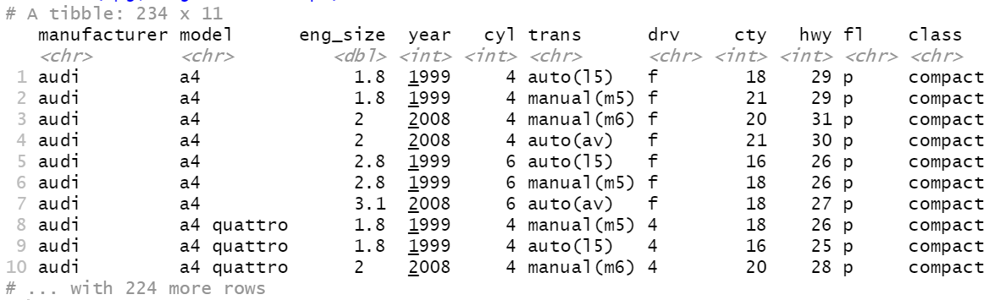 # A tibble: 234 x 11
manufacturer model eng_size year cyl trans drv cty hwy fl class
<chr> <chr> <dbl> <int> <int> <chr> <chr> <int> <int> <chr> <chr>
1 audi a4 1.8 1999 4 auto(l5) f 18 29 p compact
2 audi a4 1.8 1999 4 manual(m5) f 21 29 p compact
3 audi a4 2 2008 4 manual(m6) f 20 31 p compact
4 audi a4 2 2008 4 auto(av) f 21 30 p compact
5 audi a4 2.8 1999 6 auto(l5) f 16 26 p compact
6 audi a4 2.8 1999 6 manual(m5) f 18 26 p compact
7 audi a4 3.1 2008 6 auto(av) f 18 27 p compact
8 audi a4 quattro 1.8 1999 4 manual(m5) 4 18 26 p compact
9 audi a4 quattro 1.8 1999 4 auto(l5) 4 16 25 p compact
10 audi a4 quattro 2 2008 4 manual(m6) 4 20 28 p compact
# ... with 224 more rows